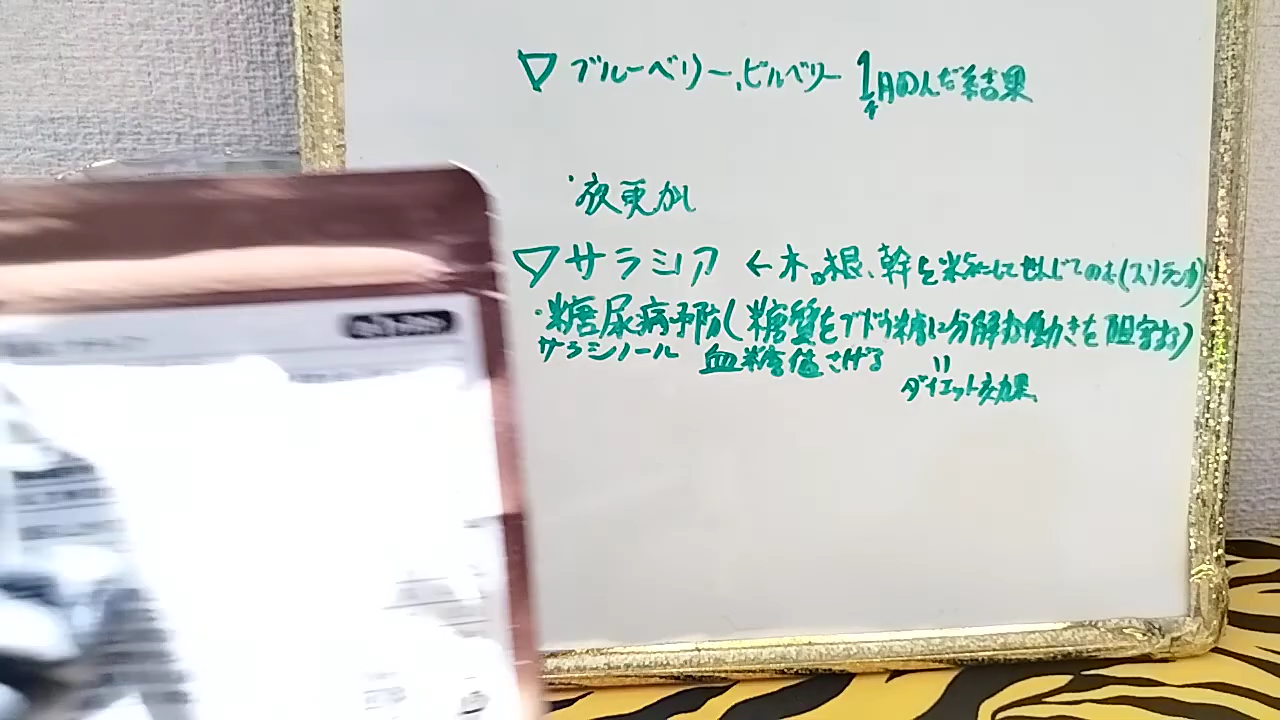 ▽ブルーベリー、ビルベリー 1ヶ月のんだ結果
・夜更かし
▽サラシア ←木。根、幹を粉にしてせんじてのむ(スリランカ)
・糖尿病予防(糖質をブドウ糖に分解する働きを阻害する)
サラシノール 血糖値さげる 〃
ダイエット効果